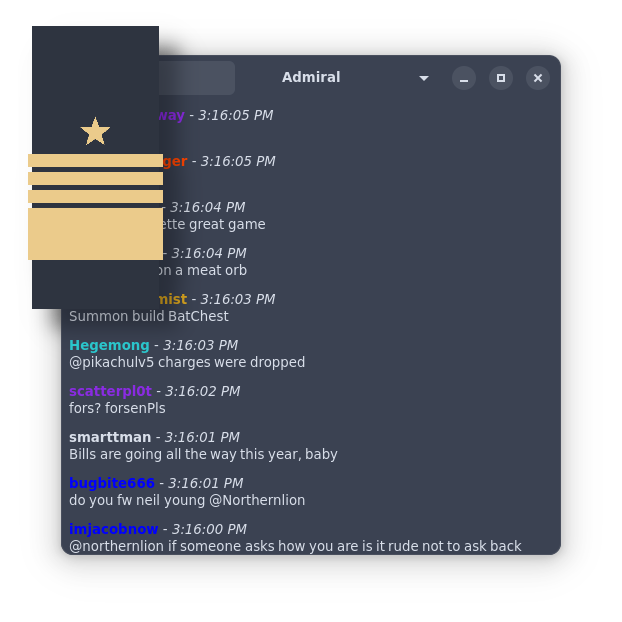 Admiral
way - 3:16:05 PM
ger - 3:16:05 PM
- 3:16:04 PM
ette great game
- 3:16:04 PM
on a meat orb
mist - 3:16:03 PM
Summon build BatChest
Hegemong - 3:16:03 PM
@pikachulv5 charges were dropped
scatterpl0t - 3:16:02 PM
fors? forsenPls
smarttman - 3:16:01 PM
Bills are going all the way this year, baby
bugbite666 - 3:16:01 PM
do you fw neil young @Northernlion
imjacobnow - 3:16:00 PM
@northernlion if someone asks how you are is it rude not to ask back